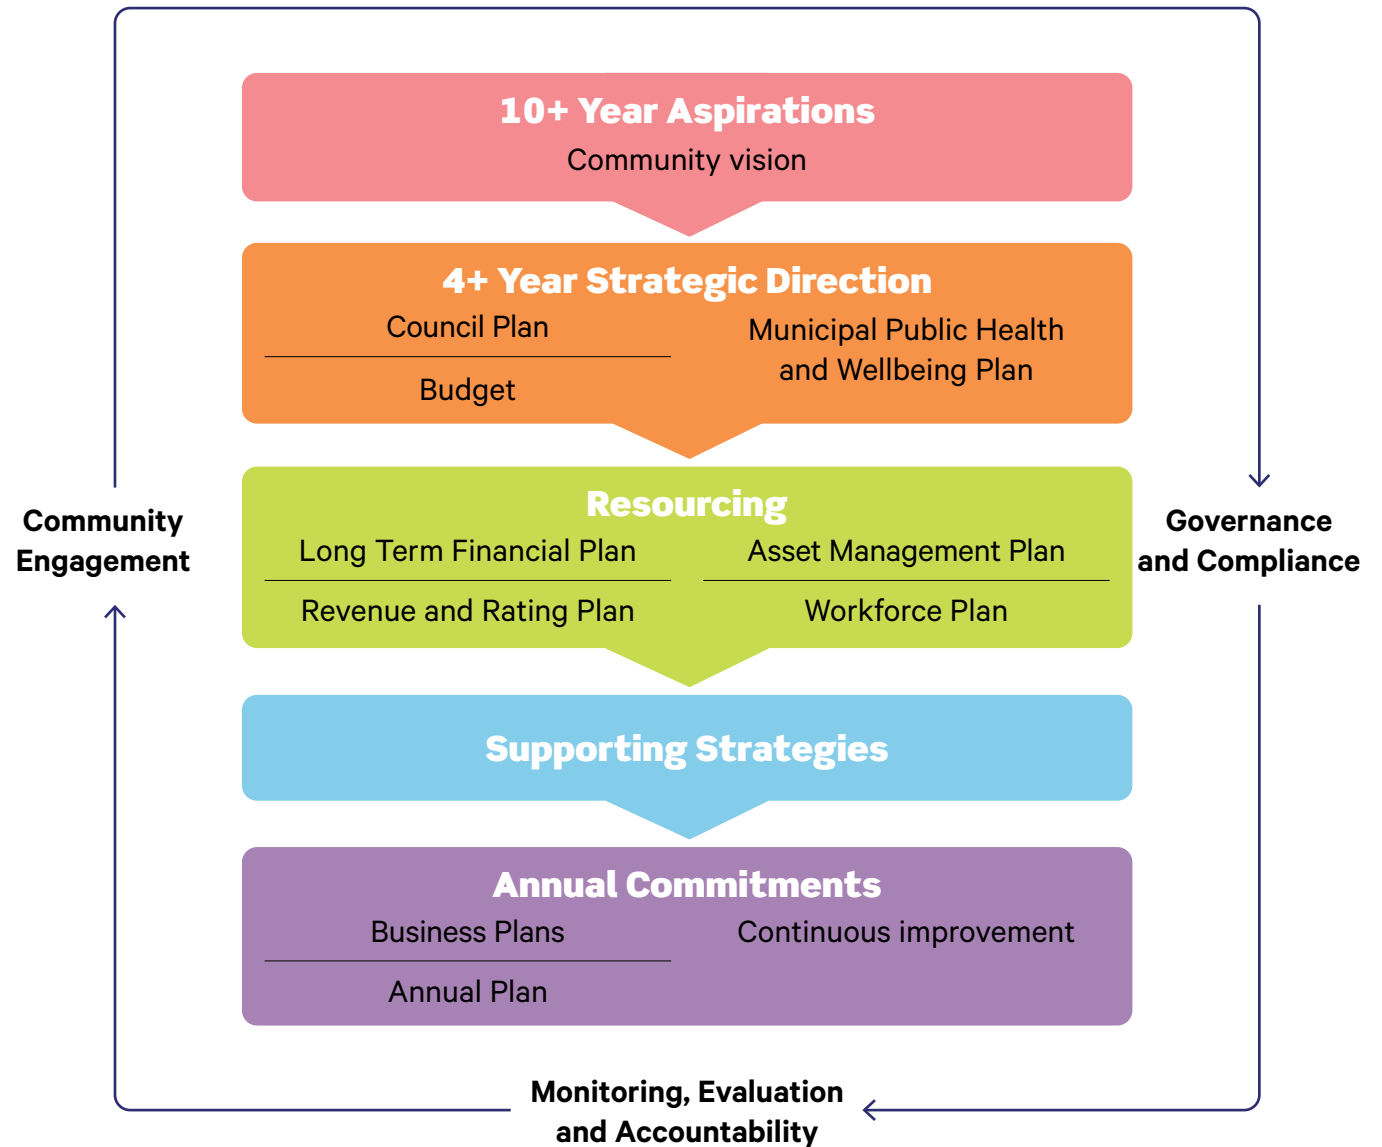 10+ Year Aspirations
Community vision
4+ Year Strategic Direction
Council Plan
Budget
Municipal Public Health
and Wellbeing Plan
Resourcing
Long Term Financial Plan
Revenue and Rating Plan
Asset Management Plan
Workforce Plan
Supporting Strategies
Annual Commitments
Business Plans
Annual Plan
Continuous improvement
Community
Engagement
Governance
and Compliance
Monitoring, Evaluation
and Accountability